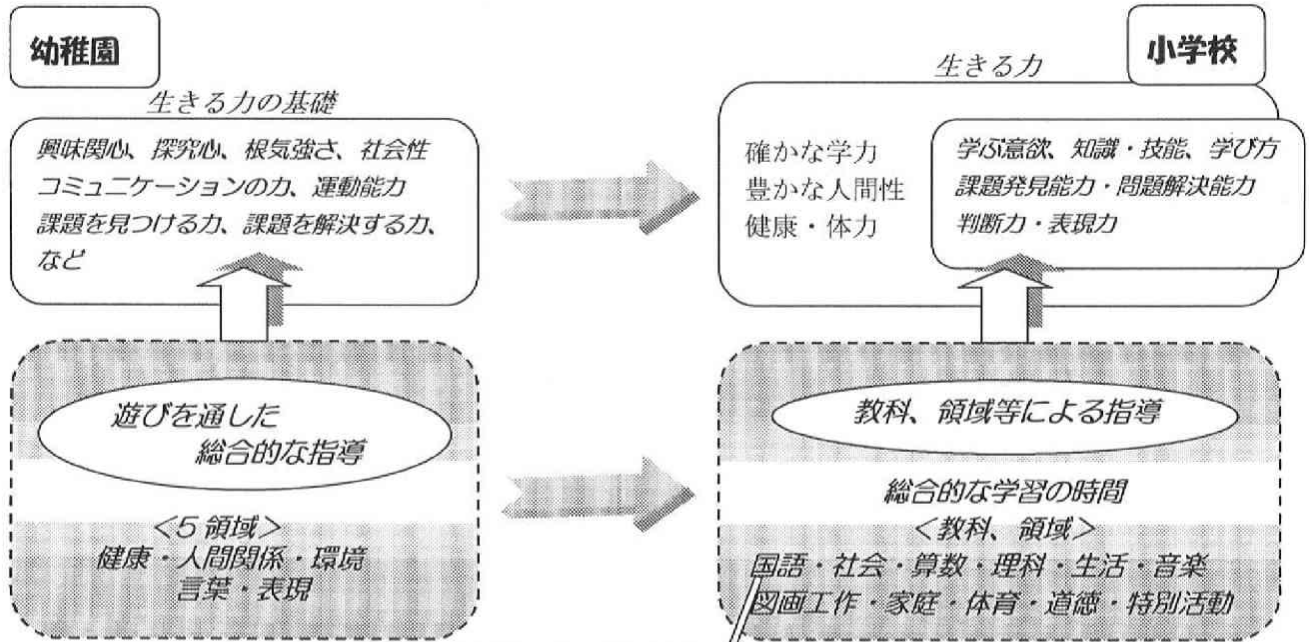 幼稚園
生きる力の基礎
興味関心、探究心、根気強さ、社会性
コミュニケーションの力、運動能力
課題を見つける力、課題を解決する力、
など
遊びを通した
総合的な指導
<5領域>
健康・人間関係・環境
言葉・表現
小学校
生きる力
確かな学力
豊かな人間性
健康・体力
学ぶ意欲、知識・技能、学び方
課題発見能力・問題解決能力
判断力・表現力
教科、領域等による指導
総合的な学習の時間
<教科、領域>
国語・社会・算数・理科・生活・音楽
図画工作・家庭・体育・道徳・特別活動